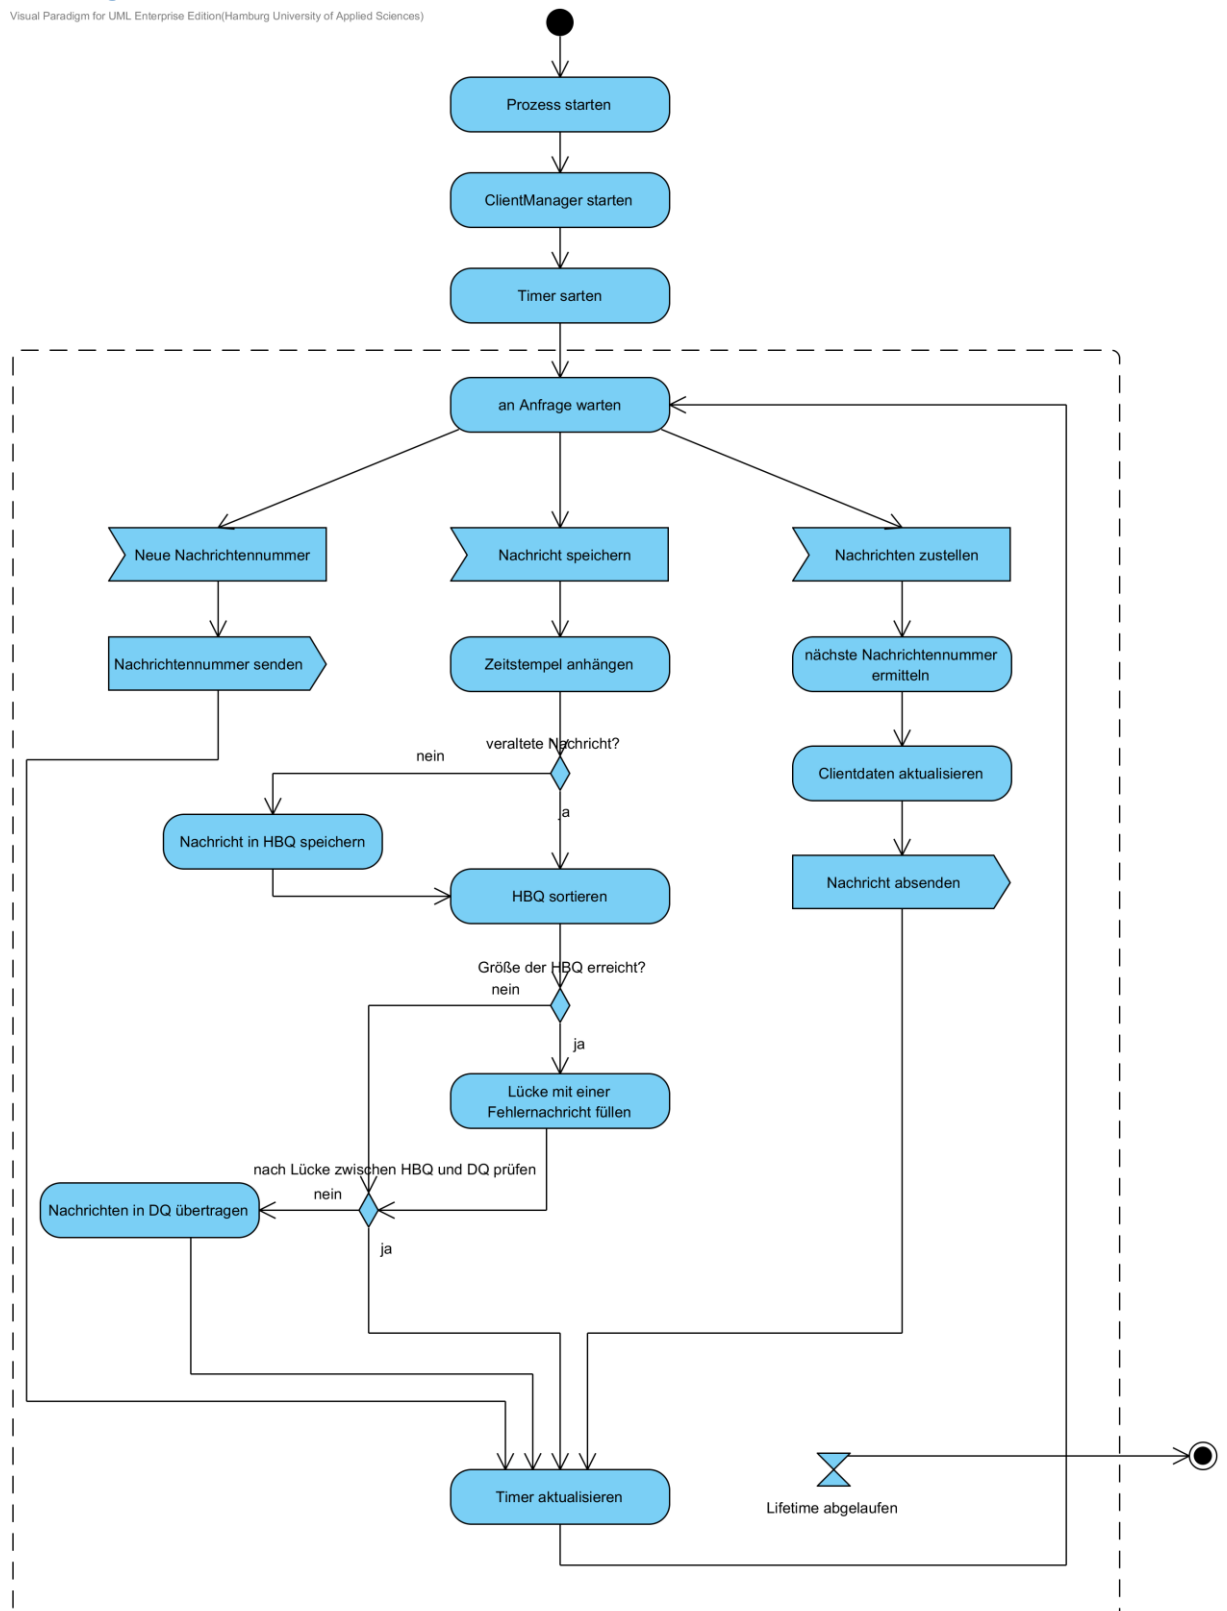 Visual Paradigm for UML Enterprise Edition(Hamburg University of Applied Sciences)
Prozess starten
ClientManager starten
Timer sarten
an Anfrage warten
Neue Nachrichtennummer
Nachricht speichern
Nachrichten zustellen
Nachrichtennummer senden
Zeitstempel anhängen
nächste Nachrichtennummer
ermitteln
veraltete Nachricht?
nein
ja
Clientdaten aktualisieren
Nachricht in HBQ speichern
HBQ sortieren
Nachricht absenden
Größe der HBQ erreicht?
nein
ja
Lücke mit einer
Fehlernachricht füllen
nach Lücke zwischen HBQ und DQ prüfen
nein
ja
Nachrichten in DQ übertragen
Timer aktualisieren
Lifetime abgelaufen